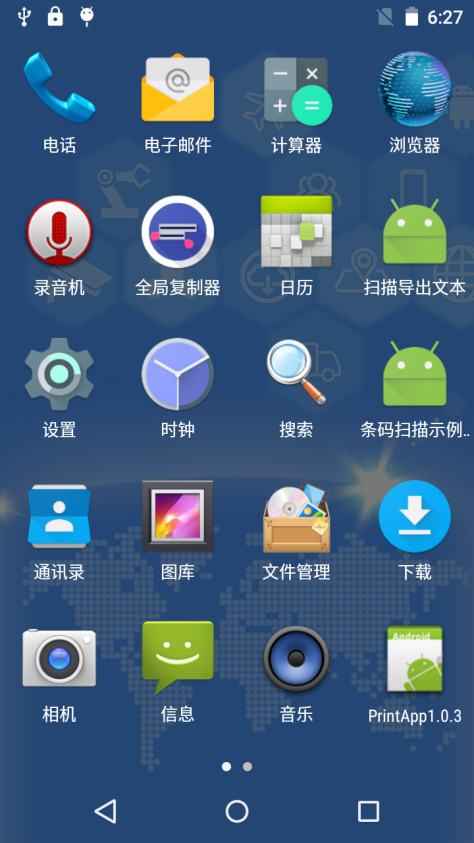 6:27
电话
电子邮件
计算器
浏览器
录音机
全局复制器
日历
扫描导出文本
设置
时钟
搜索
条码扫描示例..
通讯录
图库
文件管理
下载
相机
信息
音乐
Android
PrintApp1.0.3